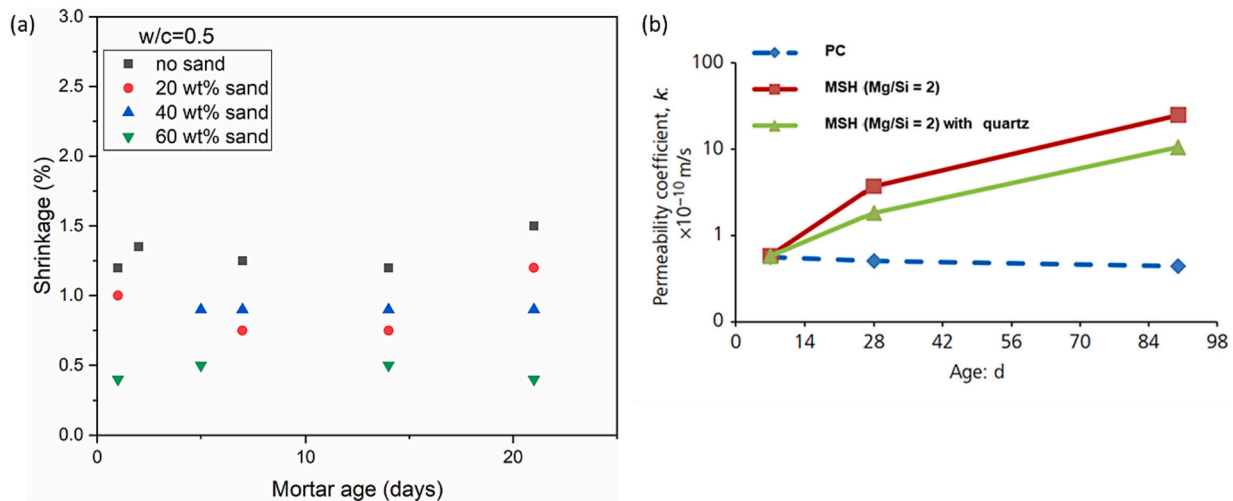 (a)
w/c=0.5
no sand
20 wt% sand
40 wt% sand
60 wt% sand
3.0
2.5
2.0
1.5
1.0
0.5
0.0
Shrinkage (%)
0
10
20
Mortar age (days)
(b)
PC
MSH (Mg/Si = 2)
MSH (Mg/Si = 2) with quartz
100
10
1
0
Permeability coefficient, k:
×10⁻¹⁰ m/s
0
14
28
42
56
70
84
98
Age: d